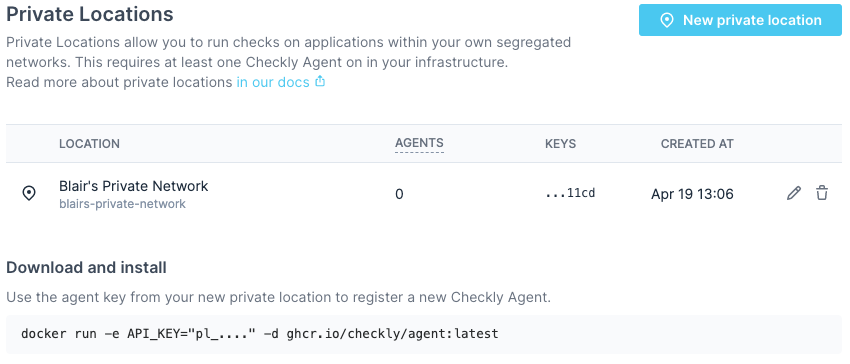 Private Locations
New private location
Private Locations allow you to run checks on applications within your own segregated
networks. This requires at least one Checkly Agent on in your infrastructure.
Read more about private locations in our docs
LOCATION AGENTS KEYS CREATED AT
Blair's Private Network 0 ...11cd Apr 19 13:06
blairs-private-network
Download and install
Use the agent key from your new private location to register a new Checkly Agent.
docker run -e API_KEY="pl_...." -d ghcr.io/checkly/agent:latest